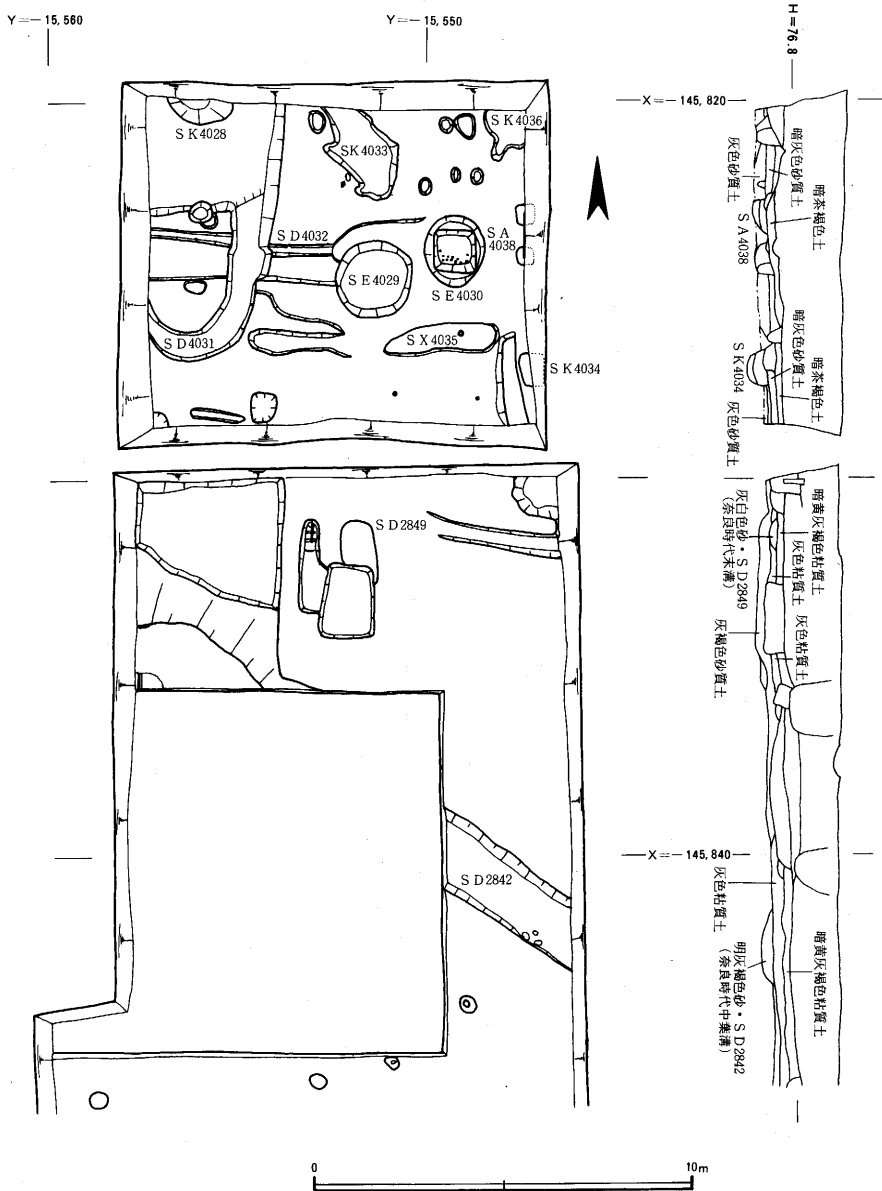 Y=-15,560
Y=-15,550
H=76.8
X=-145,820
SK4028
SK4033
SK4036
SD4032
SA
4038
SE4029
SE4030
SD4031
SX4035
SK4034
灰色砂質土
暗灰色砂質土
暗茶褐色土
SA4038
暗灰色砂質土
暗茶褐色土
SK4034
灰色砂質土
SD2849
暗黄灰褐色粘質土
灰色粘質土
灰白色砂・SD2849
(奈良時代末溝)
灰色粘質土
灰褐色砂質土
X=-145,840
SD2842
灰色粘質土
暗黄灰褐色粘質土
明灰褐色砂・SD2842
(奈良時代中葉溝)
0
10m